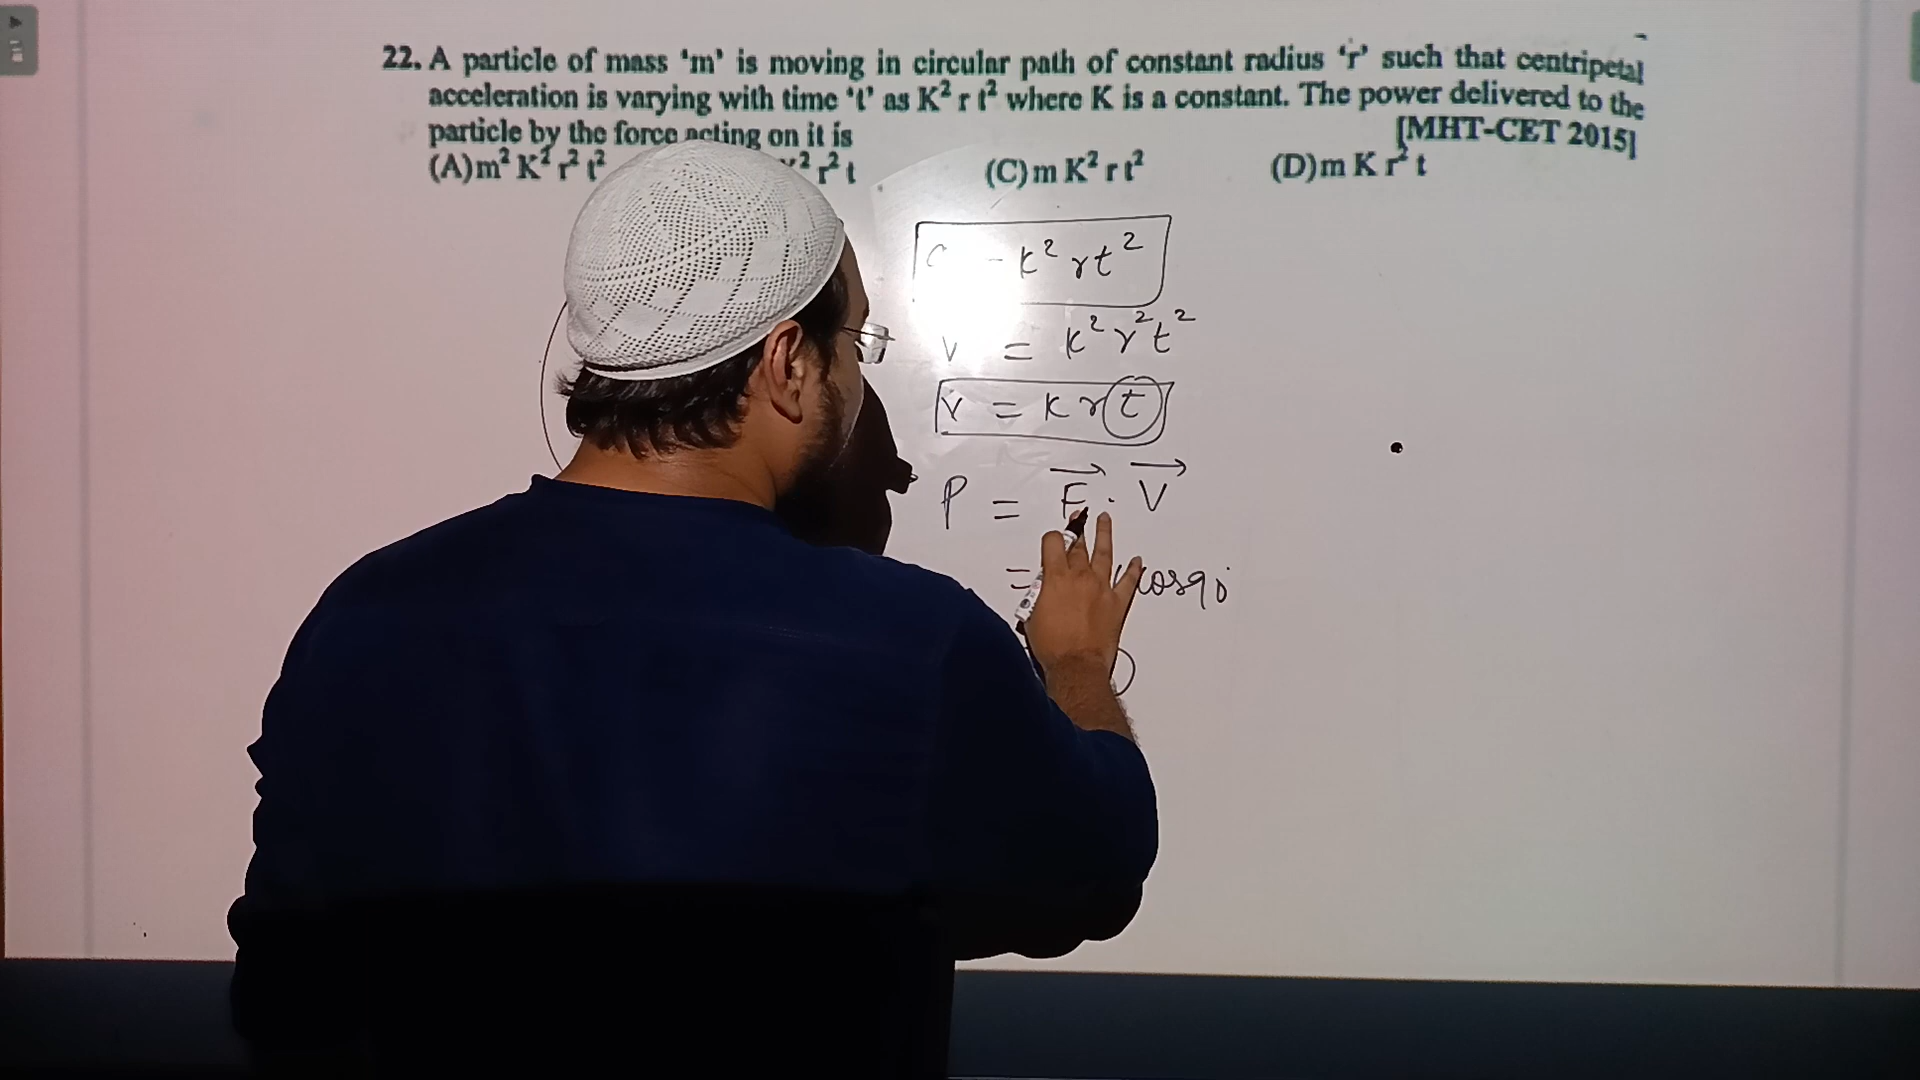 22. A particle of mass ‘m’ is moving in circular path of constant radius ‘r’ such that centripetal
acceleration is varying with time ‘t’ as K² r t² where K is a constant. The power delivered to the
particle by the force acting on it is
[MHT-CET 2015]
(A) m² K² r² t² r² t (C) m K² r t² (D) m K r² t
k² r t²
v = k² r² t²
v = k r t
P = F · V
= cos90